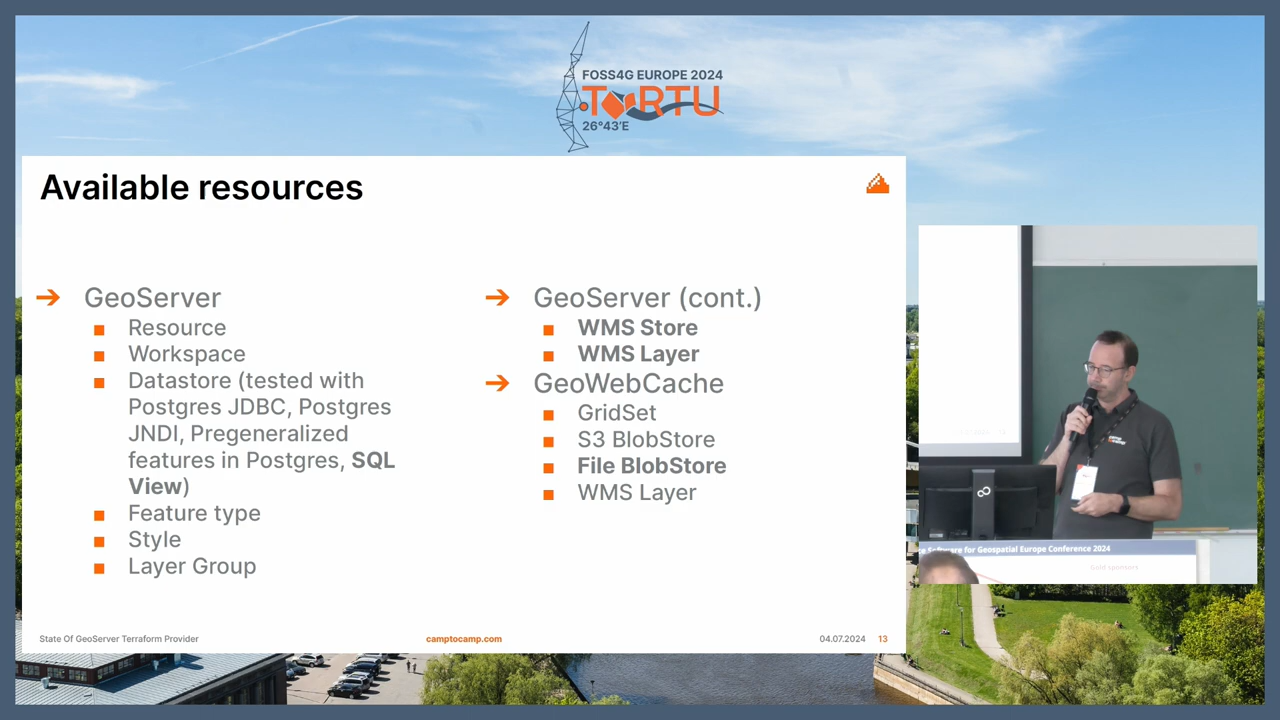 FOSS4G EUROPE 2024
TARTU
26°43'E
Available resources
➔ GeoServer
■ Resource
■ Workspace
■ Datastore (tested with
Postgres JDBC, Postgres
JNDI, Pregeneralized
features in Postgres, SQL
View)
■ Feature type
■ Style
■ Layer Group
➔ GeoServer (cont.)
■ WMS Store
■ WMS Layer
➔ GeoWebCache
■ GridSet
■ S3 BlobStore
■ File BlobStore
■ WMS Layer
State Of GeoServer Terraform Provider
camptocamp.com
04.07.2024 13
Software for Geospatial Europe Conference 2024
Gold sponsors